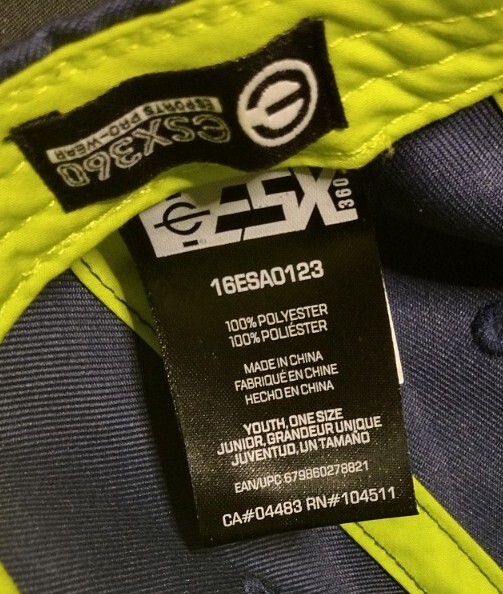 eSX360
ESPORTS PRO-WEAR
ESX
360
16ESA0123
100% POLYESTER
100% POLIÉSTER
MADE IN CHINA
FABRIQUÉ EN CHINE
HECHO EN CHINA
YOUTH, ONE SIZE
JUNIOR, GRANDEUR UNIQUE
JUVENTUD, UN TAMAÑO
EAN/UPC 679860278821
CA#04483 RN#104511